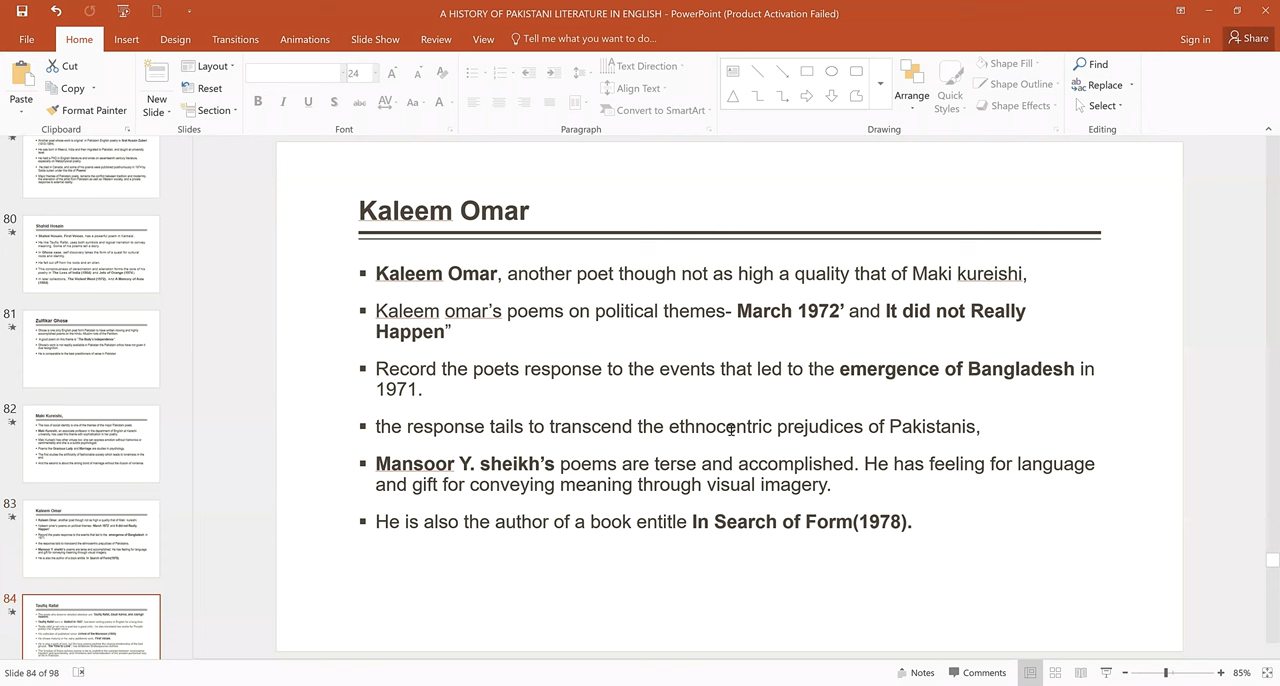 A HISTORY OF PAKISTANI LITERATURE IN ENGLISH - PowerPoint (Product Activation Failed)
File Home Insert Design Transitions Animations Slide Show Review View Tell me what you want to do... Sign in Share
Cut
Copy
Format Painter
Paste
Clipboard
New
Slide
Layout
Reset
Section
Slides
24
B I U S abc AV Aa A
Font
Text Direction
Align Text
Convert to SmartArt
Paragraph
Arrange
Quick
Styles
Shape Fill
Shape Outline
Shape Effects
Drawing
Find
Replace
Select
Editing
80
Shahid Hosain
81
Zulfikar Ghose
82
Maki Kureishi,
83
Kaleem Omar
84
Taufiq Rafat
Kaleem Omar
Kaleem Omar, another poet though not as high a quality that of Maki kureishi,
Kaleem omar's poems on political themes- March 1972' and It did not Really
Happen"
Record the poets response to the events that led to the emergence of Bangladesh in
1971.
the response tails to transcend the ethnocentric prejudices of Pakistanis,
Mansoor Y. sheikh's poems are terse and accomplished. He has feeling for language
and gift for conveying meaning through visual imagery.
He is also the author of a book entitle In Search of Form(1978).
Slide 84 of 98
Notes Comments 85%